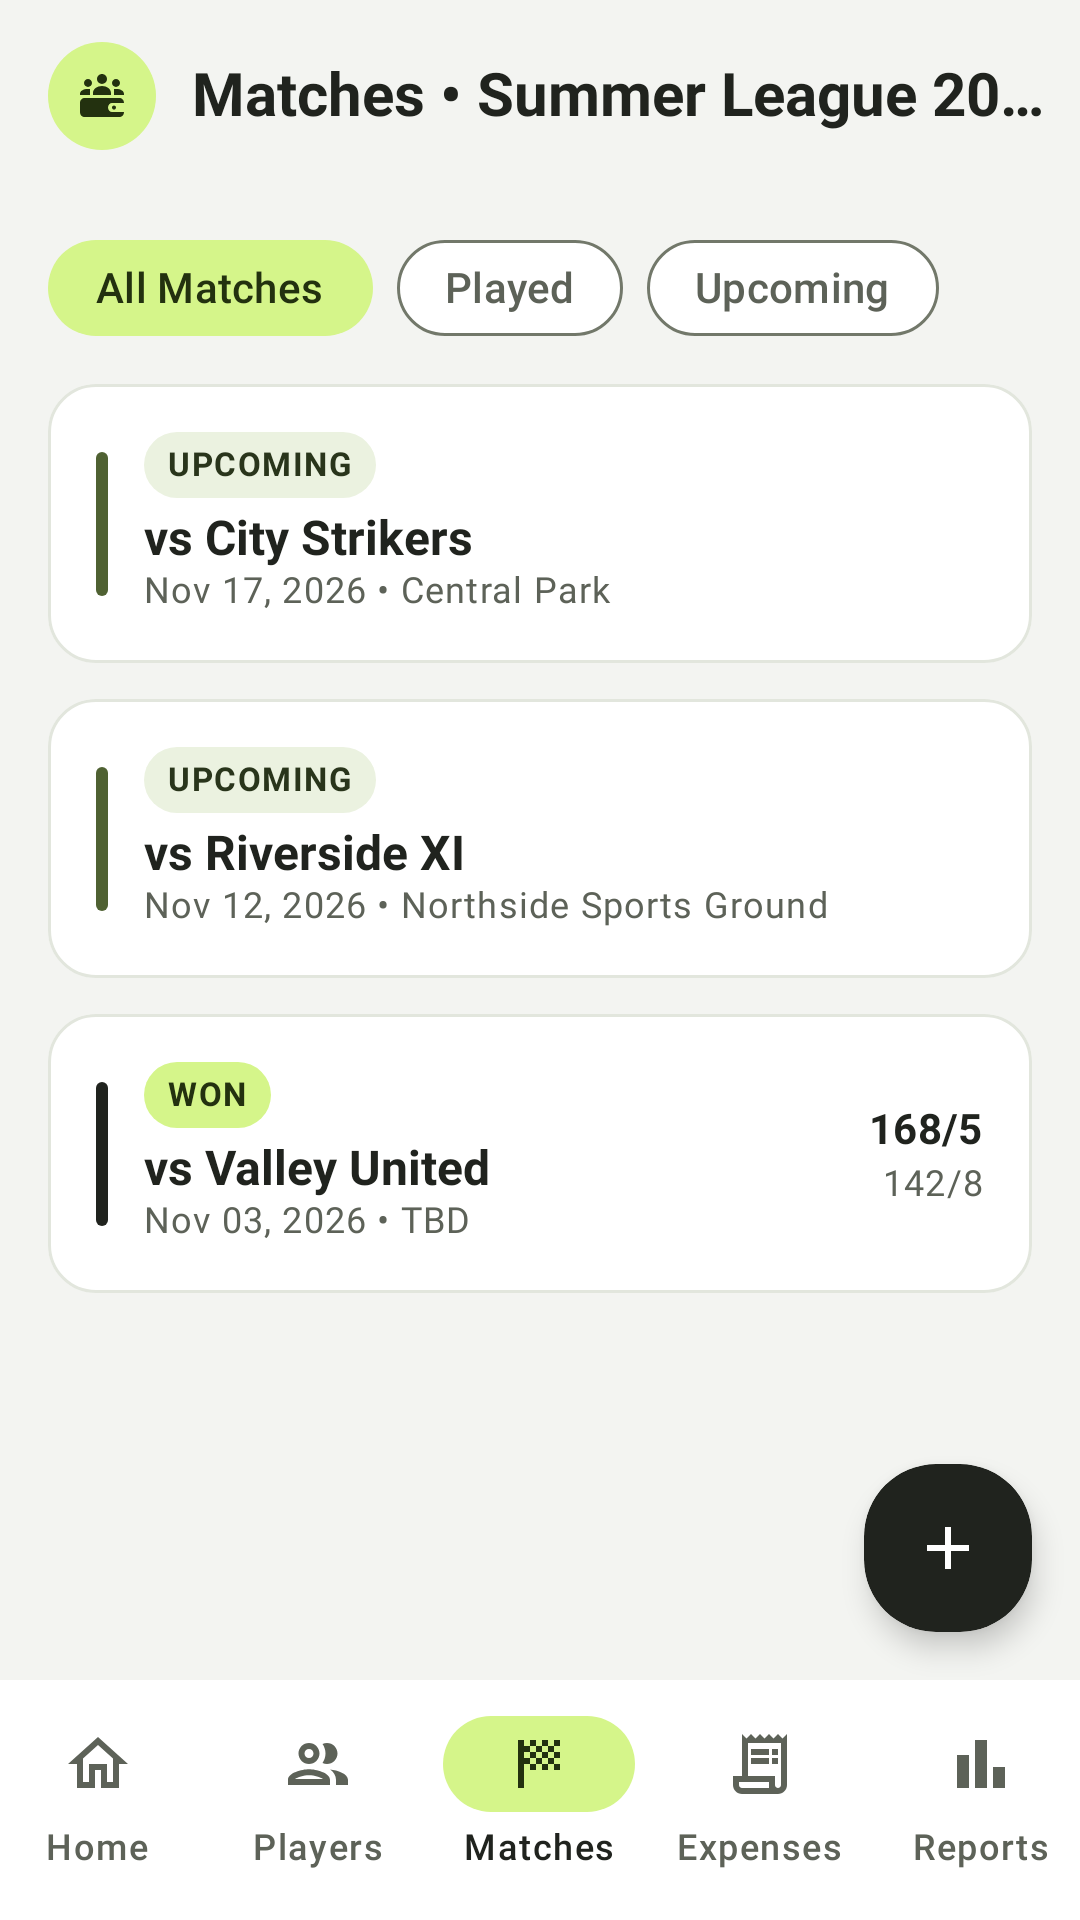 Matches • Summer League 20...
All Matches
Played
Upcoming
UPCOMING
vs City Strikers
Nov 17, 2026 • Central Park
UPCOMING
vs Riverside XI
Nov 12, 2026 • Northside Sports Ground
WON
vs Valley United
Nov 03, 2026 • TBD
168/5
142/8
Home
Players
Matches
Expenses
Reports